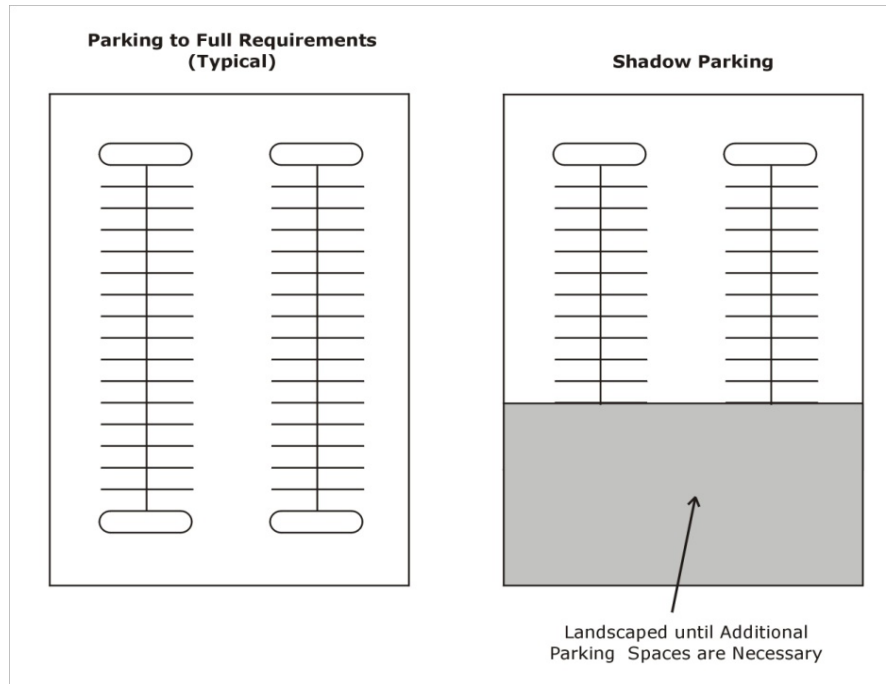 Parking to Full Requirements
(Typical)
Shadow Parking
Landscaped until Additional
Parking Spaces are Necessary